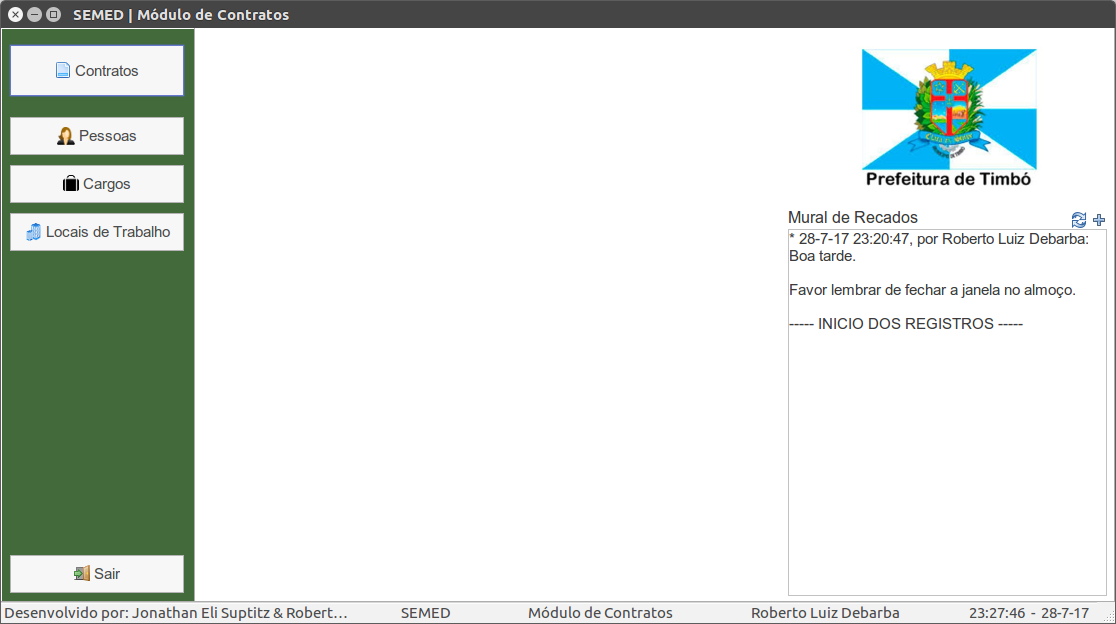 SEMED | Módulo de Contratos
Contratos
Pessoas
Cargos
Locais de Trabalho
Sair
Prefeitura de Timbó
Mural de Recados
* 28-7-17 23:20:47, por Roberto Luiz Debarba:
Boa tarde.
Favor lembrar de fechar a janela no almoço.
----- INICIO DOS REGISTROS -----
Desenvolvido por: Jonathan Eli Suptitz & Robert…
SEMED
Módulo de Contratos
Roberto Luiz Debarba
23:27:46 - 28-7-17